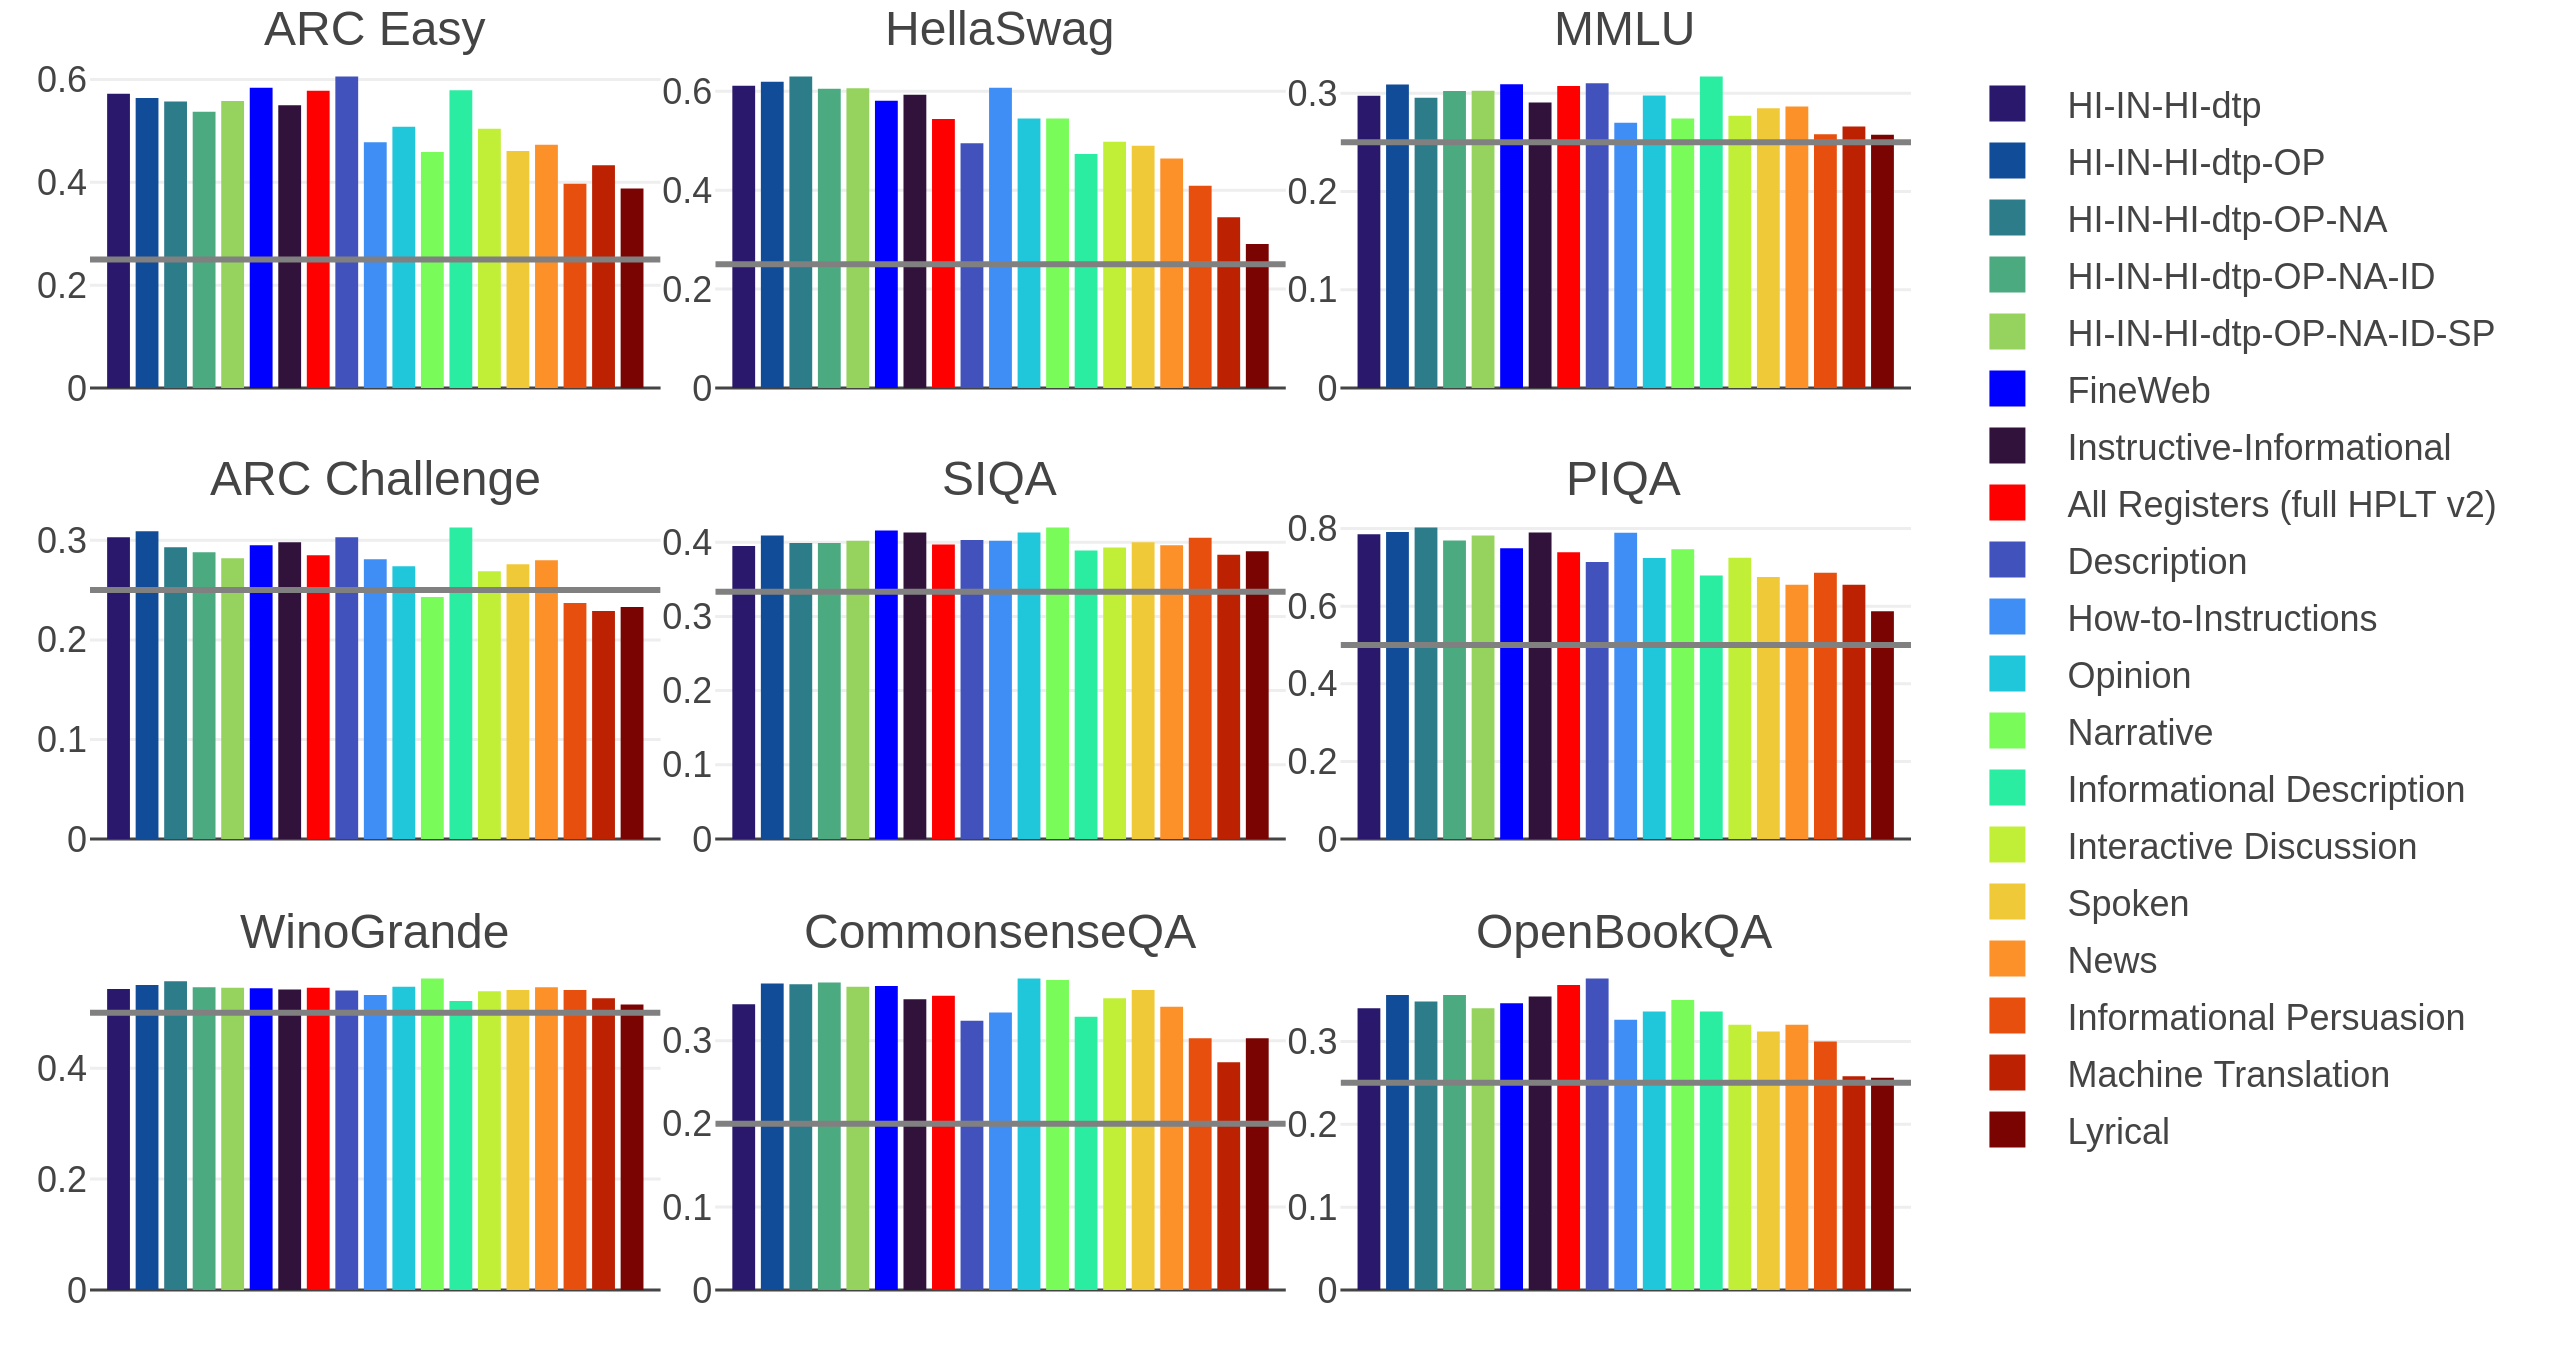 ARC Easy
0.6
0.4
0.2
0
HellaSwag
0.6
0.4
0.2
0
MMLU
0.3
0.2
0.1
0
ARC Challenge
0.3
0.2
0.1
0
SIQA
0.4
0.3
0.2
0.1
0
PIQA
0.8
0.6
0.4
0.2
0
WinoGrande
0.4
0.2
0
CommonsenseQA
0.3
0.2
0.1
0
OpenBookQA
0.3
0.2
0.1
0
HI-IN-HI-dtp
HI-IN-HI-dtp-OP
HI-IN-HI-dtp-OP-NA
HI-IN-HI-dtp-OP-NA-ID
HI-IN-HI-dtp-OP-NA-ID-SP
FineWeb
Instructive-Informational
All Registers (full HPLT v2)
Description
How-to-Instructions
Opinion
Narrative
Informational Description
Interactive Discussion
Spoken
News
Informational Persuasion
Machine Translation
Lyrical